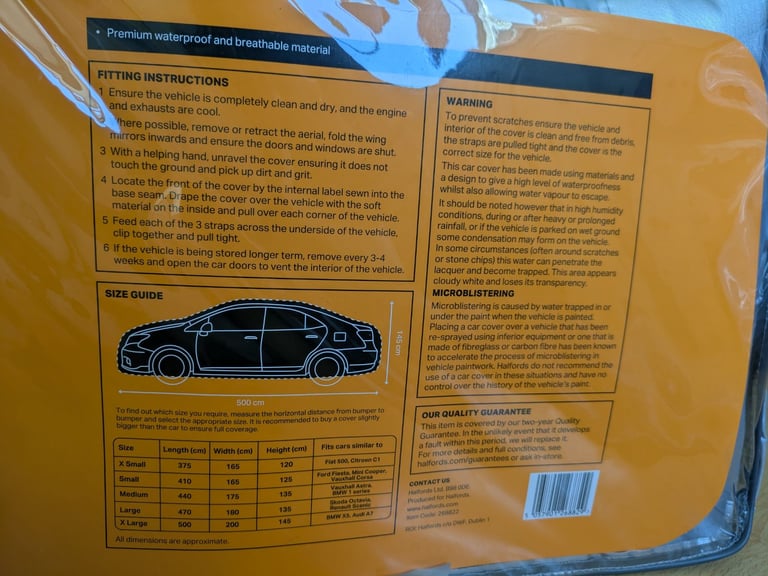 • Premium waterproof and breathable material
FITTING INSTRUCTIONS
1 Ensure the vehicle is completely clean and dry, and the engine
and exhausts are cool.
Where possible, remove or retract the aerial, fold the wing
mirrors inwards and ensure the doors and windows are shut.
3 With a helping hand, unravel the cover ensuring it does not
touch the ground and pick up dirt and grit.
4 Locate the front of the cover by the internal label sewn into the
base seam. Drape the cover over the vehicle with the soft
material on the inside and pull over each corner of the vehicle.
5 Feed each of the 3 straps across the underside of the vehicle,
clip together and pull tight.
6 If the vehicle is being stored longer term, remove every 3-4
weeks and open the car doors to vent the interior of the vehicle.
SIZE GUIDE
145 cm
500 cm
To find out which size you require, measure the horizontal distance from bumper to
bumper and select the appropriate size. It is recommended to buy a cover slightly
bigger than the car to ensure full coverage.
Size Length (cm) Width (cm) Height (cm) Fits cars similar to
X Small 375 165 120 Fiat 500, Citroen C1
Small 410 165 125 Ford Fiesta, Mini Cooper,
Vauxhall Corsa
Medium 440 175 135 Vauxhall Astra,
BMW 1 series
Large 470 180 135 Skoda Octavia,
Renault Scenic
X Large 500 200 145 BMW X5, Audi A7
All dimensions are approximate.
WARNING
To prevent scratches ensure the vehicle and
interior of the cover is clean and free from debris,
the straps are pulled tight and the cover is the
correct size for the vehicle.
This car cover has been made using materials and
a design to give a high level of waterproofness
whilst also allowing water vapour to escape.
It should be noted however that in high humidity
conditions, during or after heavy or prolonged
rainfall, or if the vehicle is parked on wet ground
some condensation may form on the vehicle.
In some circumstances (often around scratches
or stone chips) this water can penetrate the
lacquer and become trapped. This area appears
cloudy white and loses its transparency.
MICROBLISTERING
Microblistering is caused by water trapped in or
under the paint when the vehicle is painted.
Placing a car cover over a vehicle that has been
re-sprayed using inferior equipment or one that is
made of fibreglass or carbon fibre has been known
to accelerate the process of microblistering in
vehicle paintwork. Halfords do not recommend the
use of a car cover in these situations and have no
control over the history of the vehicle's paint.
OUR QUALITY GUARANTEE
This item is covered by our two-year Quality
Guarantee. In the unlikely event that it develops
a fault within this period, we will replace it.
For more details and full conditions, see
halfords.com/guarantees or ask in-store.
CONTACT US
Halfords Ltd. B98 0DE.
Produced for Halfords.
www.halfords.com
Item Code: 268822
ROI: Halfords c/o DWF, Dublin 1